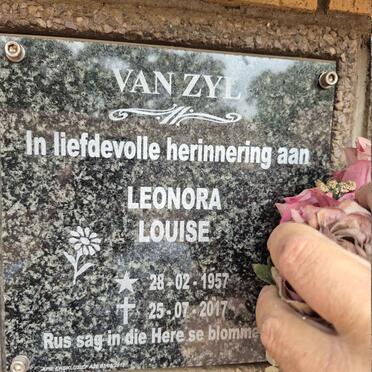 VAN ZYL
In liefdevolle herinnering aan
LEONORA
LOUISE
28 - 02 - 1957
25 - 07 - 2017
Rus sag in die Here se